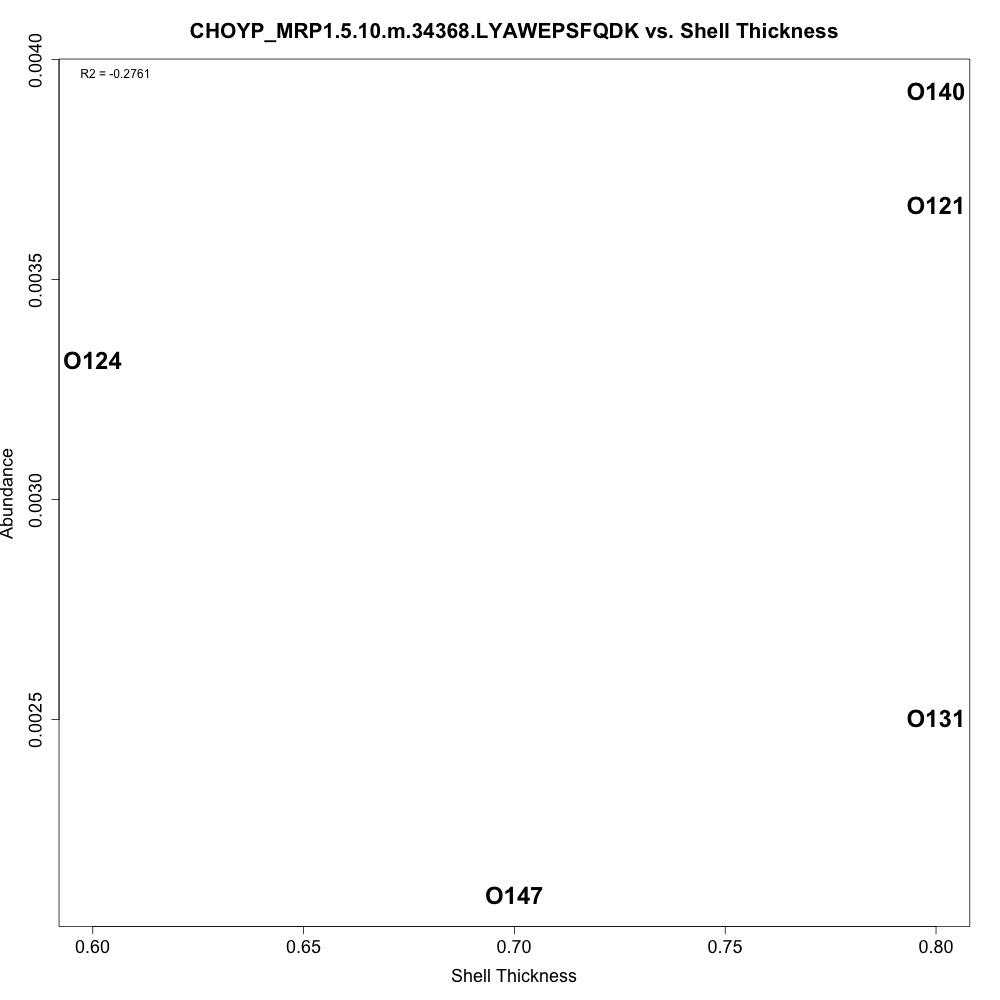 CHOYP_MRP1.5.10.m.34368.LYAWEPSFQDK vs. Shell Thickness
R2 = -0.2761
O140
O121
O124
O131
O147
0.0040
0.0035
0.0030
0.0025
Abundance
0.60 0.65 0.70 0.75 0.80
Shell Thickness